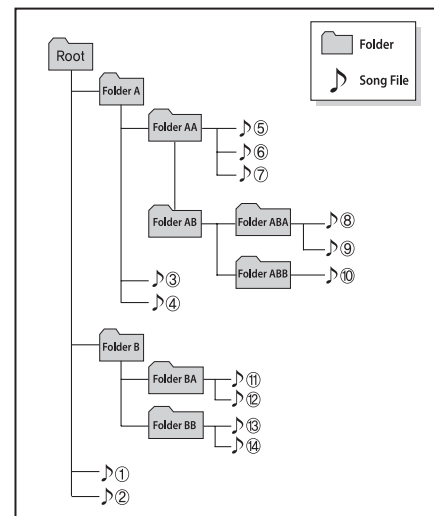 Root
Folder
Song File
Folder A
Folder AA
⑤
⑥
⑦
Folder AB
Folder ABA
⑧
⑨
Folder ABB
⑩
③
④
Folder B
Folder BA
⑪
⑫
Folder BB
⑬
⑭
①
②